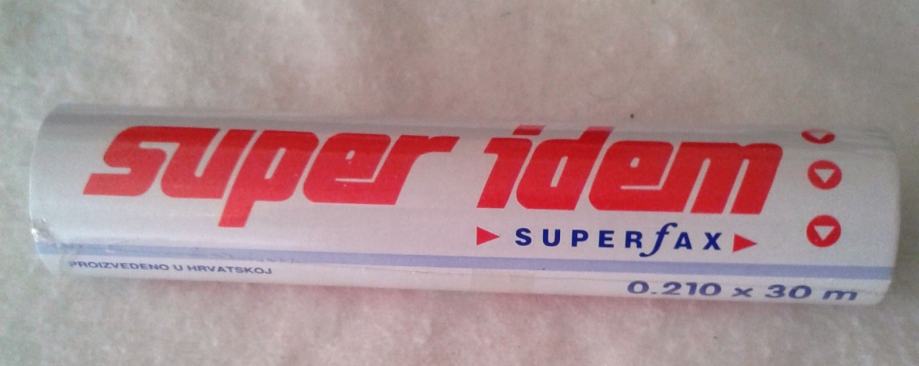 super idem
SUPERfAX
PROIZVEDENO U HRVATSKOJ
0.210 x 30 m